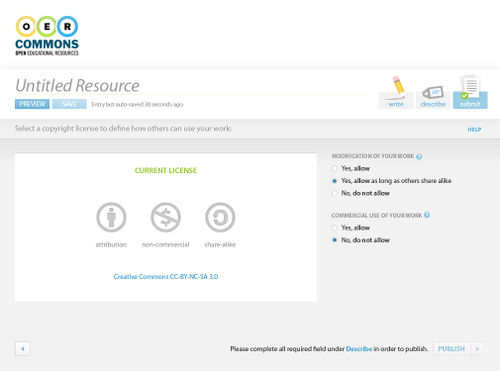 OER
COMMONS
OPEN EDUCATIONAL RESOURCES
Untitled Resource
PREVIEW SAVE Entry last auto-saved 30 seconds ago.
write describe submit
Select a copyright license to define how others can use your work:
HELP
CURRENT LICENSE
attribution non-commercial share-alike
Creative Commons CC-BY-NC-SA 3.0
MODIFICATION OF YOUR WORK ?
Yes, allow
Yes, allow as long as others share alike
No, do not allow
COMMERCIAL USE OF YOUR WORK ?
Yes, allow
No, do not allow
Please complete all required field under Describe in order to publish. PUBLISH